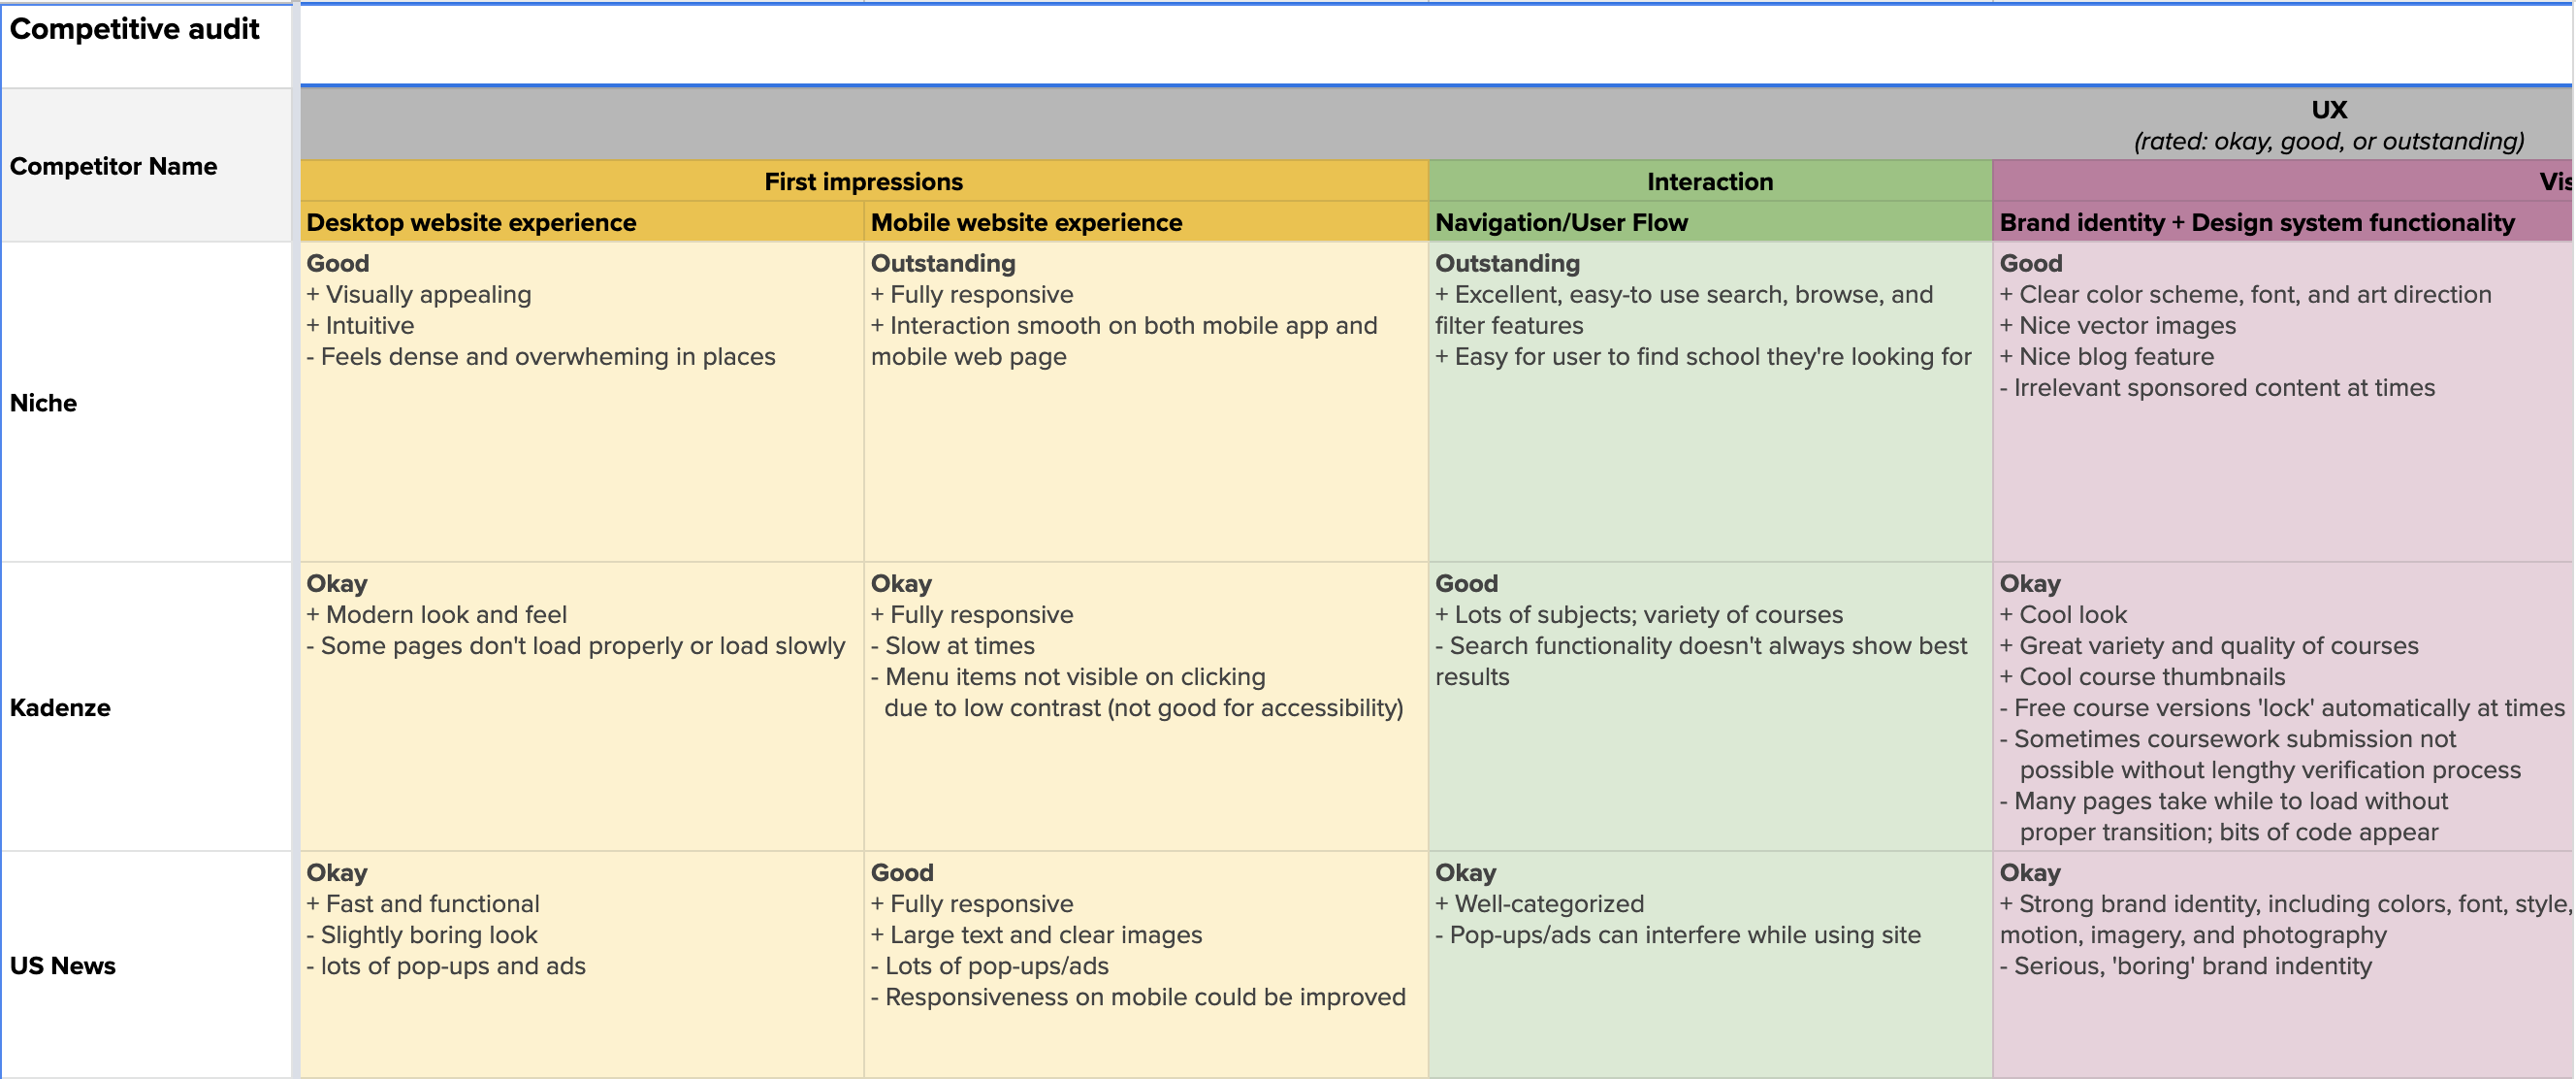 Competitive audit
UX
(rated: okay, good, or outstanding)
Competitor Name
First impressions
Interaction
Vis
Desktop website experience
Mobile website experience
Navigation/User Flow
Brand identity + Design system functionality
Niche
Good
+ Visually appealing
+ Intuitive
- Feels dense and overwheming in places
Outstanding
+ Fully responsive
+ Interaction smooth on both mobile app and
mobile web page
Outstanding
+ Excellent, easy-to use search, browse, and
filter features
+ Easy for user to find school they're looking for
Good
+ Clear color scheme, font, and art direction
+ Nice vector images
+ Nice blog feature
- Irrelevant sponsored content at times
Kadenze
Okay
+ Modern look and feel
- Some pages don't load properly or load slowly
Okay
+ Fully responsive
- Slow at times
- Menu items not visible on clicking
due to low contrast (not good for accessibility)
Good
+ Lots of subjects; variety of courses
- Search functionality doesn't always show best
results
Okay
+ Cool look
+ Great variety and quality of courses
+ Cool course thumbnails
- Free course versions 'lock' automatically at times
- Sometimes coursework submission not
possible without lengthy verification process
- Many pages take while to load without
proper transition; bits of code appear
US News
Okay
+ Fast and functional
- Slightly boring look
- lots of pop-ups and ads
Good
+ Fully responsive
+ Large text and clear images
- Lots of pop-ups/ads
- Responsiveness on mobile could be improved
Okay
+ Well-categorized
- Pop-ups/ads can interfere while using site
Okay
+ Strong brand identity, including colors, font, style,
motion, imagery, and photography
- Serious, 'boring' brand indentity